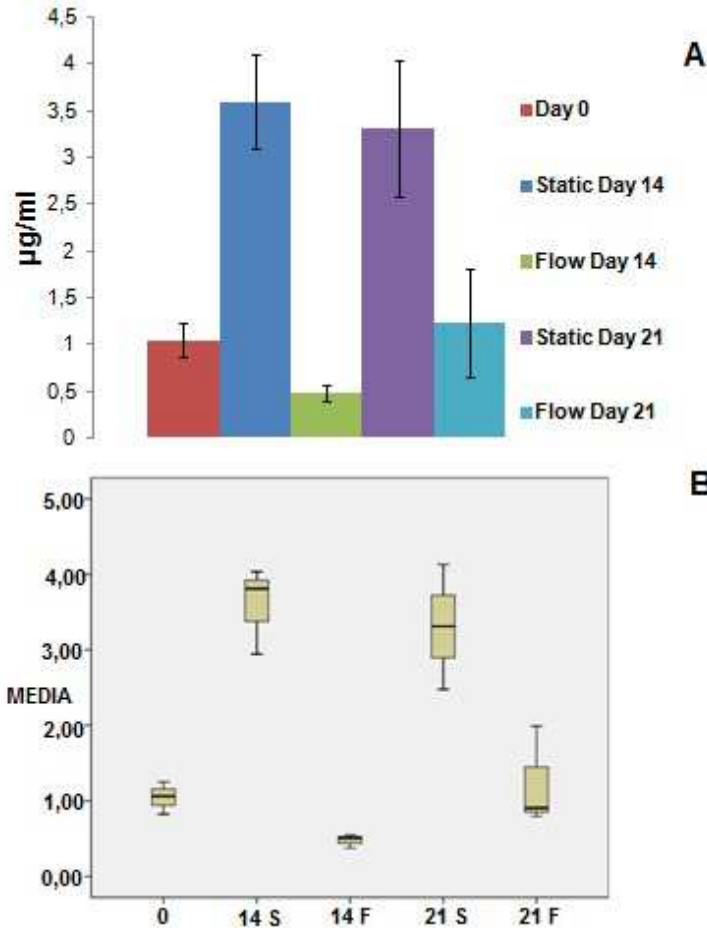 A
4,5
4
3,5
3
2,5
2
1,5
1
0,5
0
µg/ml
Day 0
Static Day 14
Flow Day 14
Static Day 21
Flow Day 21
B
5,00
4,00
3,00
2,00
1,00
0,00
MEDIA
0 14 S 14 F 21 S 21 F